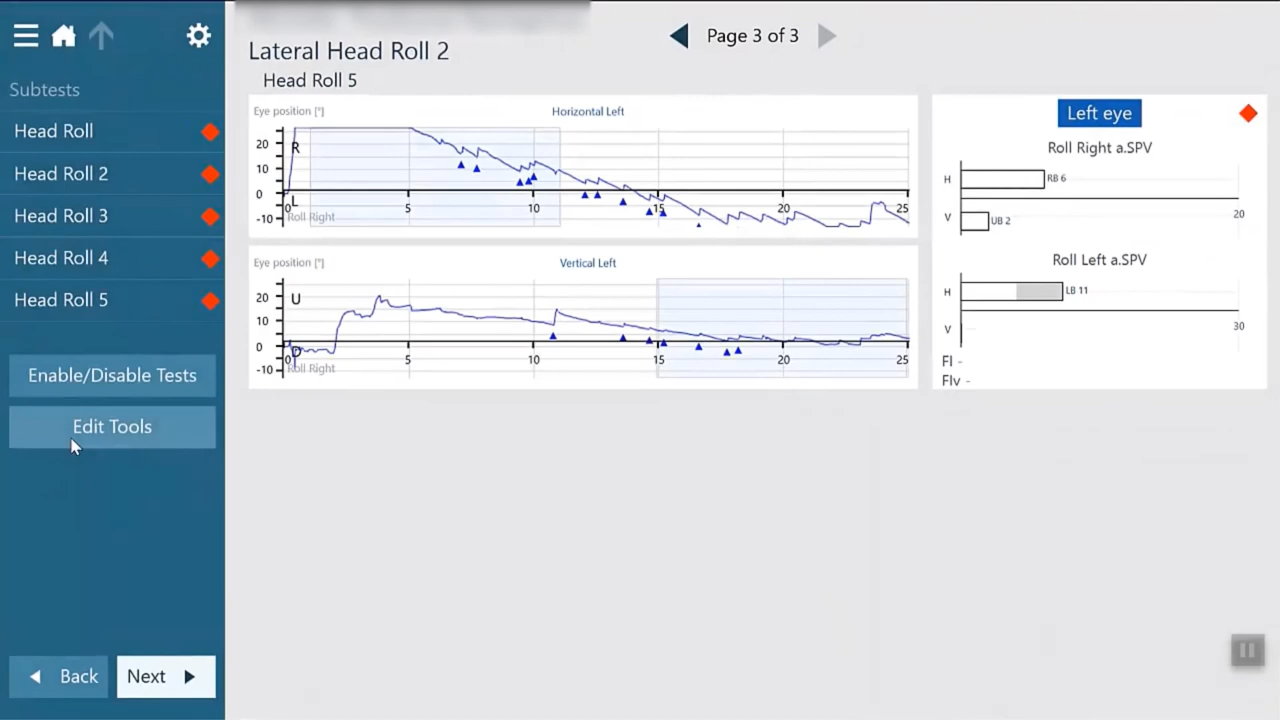 Subtests
Head Roll
Head Roll 2
Head Roll 3
Head Roll 4
Head Roll 5
Enable/Disable Tests
Edit Tools
Back
Next
Page 3 of 3
Lateral Head Roll 2
Head Roll 5
Eye position [°]
Horizontal Left
20
R
10
0
L
-10
0
5
10
15
20
25
Roll Right
Eye position [°]
Vertical Left
20
U
10
0
D
-10
0
5
10
15
20
25
Roll Right
Left eye
Roll Right a.SPV
H
RB 6
V
UB 2
20
Roll Left a.SPV
H
LB 11
V
30
FI -
FIv -